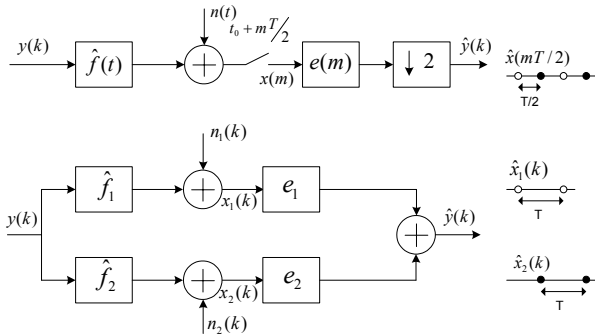 n(t)
t₀ + mT/2
y(k)
f̂(t)
+
x(m)
e(m)
↓ 2
ŷ(k)
x̂(mT/2)
T/2
n₁(k)
f̂₁
+
x₁(k)
e₁
x̂₁(k)
T
y(k)
+
ŷ(k)
f̂₂
+
x₂(k)
e₂
x̂₂(k)
T
n₂(k)